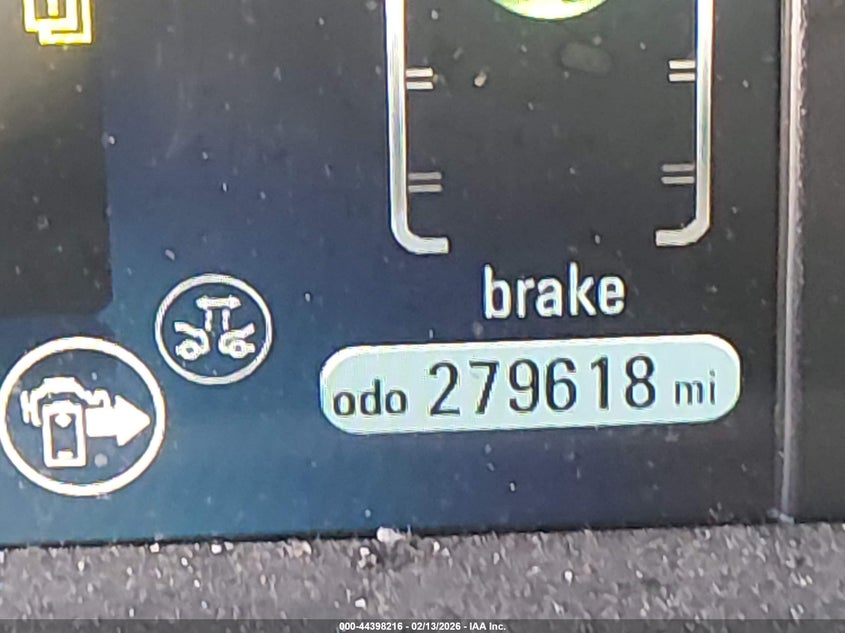 brake
odo 279618 mi
000-44398216 - 02/13/2026 - IAA Inc.